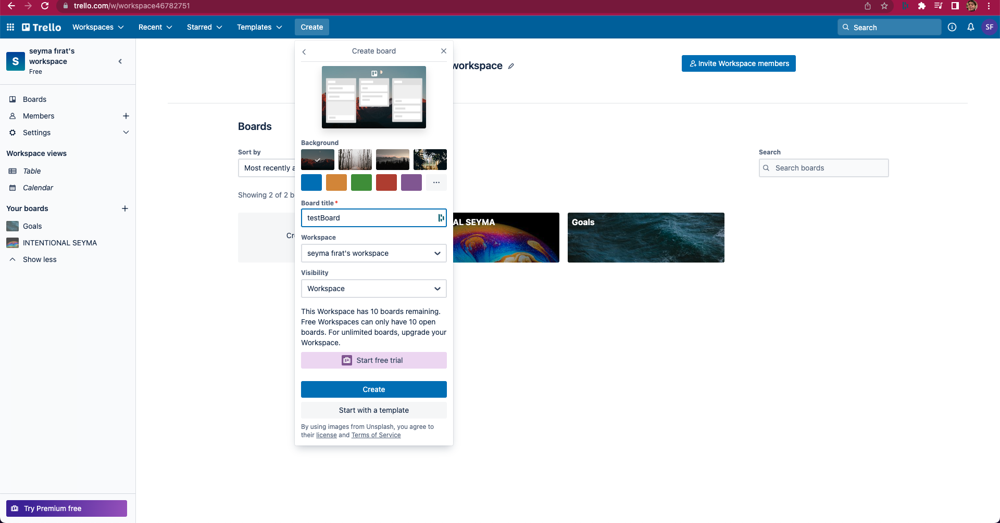 trello.com/w/workspace46782751
Trello
Workspaces
Recent
Starred
Templates
Create
Search
SF
S
seyma fırat's
workspace
Free
Boards
Members
Settings
Workspace views
Table
Calendar
Your boards
Goals
INTENTIONAL SEYMA
Show less
Try Premium free
workspace
Invite Workspace members
Boards
Sort by
Most recently a
Showing 2 of 2 b
Cr
Search
Search boards
AL SEYMA
Goals
Create board
Background
Board title *
testBoard
Workspace
seyma fırat's workspace
Visibility
Workspace
This Workspace has 10 boards remaining.
Free Workspaces can only have 10 open
boards. For unlimited boards, upgrade your
Workspace.
Start free trial
Create
Start with a template
By using images from Unsplash, you agree to
their license and Terms of Service